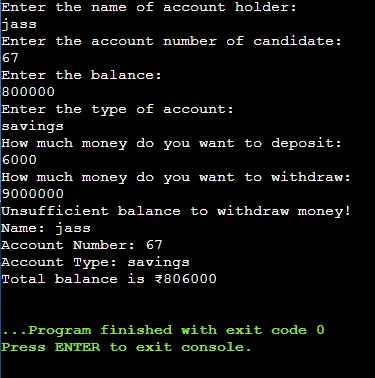 Enter the name of account holder:
jass
Enter the account number of candidate:
67
Enter the balance:
800000
Enter the type of account:
savings
How much money do you want to deposit:
6000
How much money do you want to withdraw:
9000000
Unsufficient balance to withdraw money!
Name: jass
Account Number: 67
Account Type: savings
Total balance is ₹806000
...Program finished with exit code 0
Press ENTER to exit console.